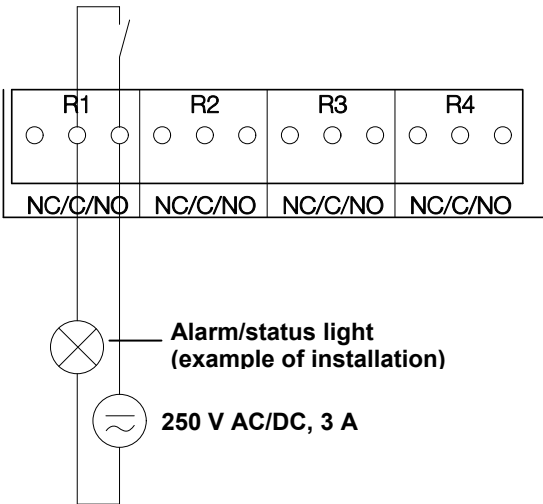 R1 R2 R3 R4
NC/C/NO NC/C/NO NC/C/NO NC/C/NO
Alarm/status light
(example of installation)
250 V AC/DC, 3 A